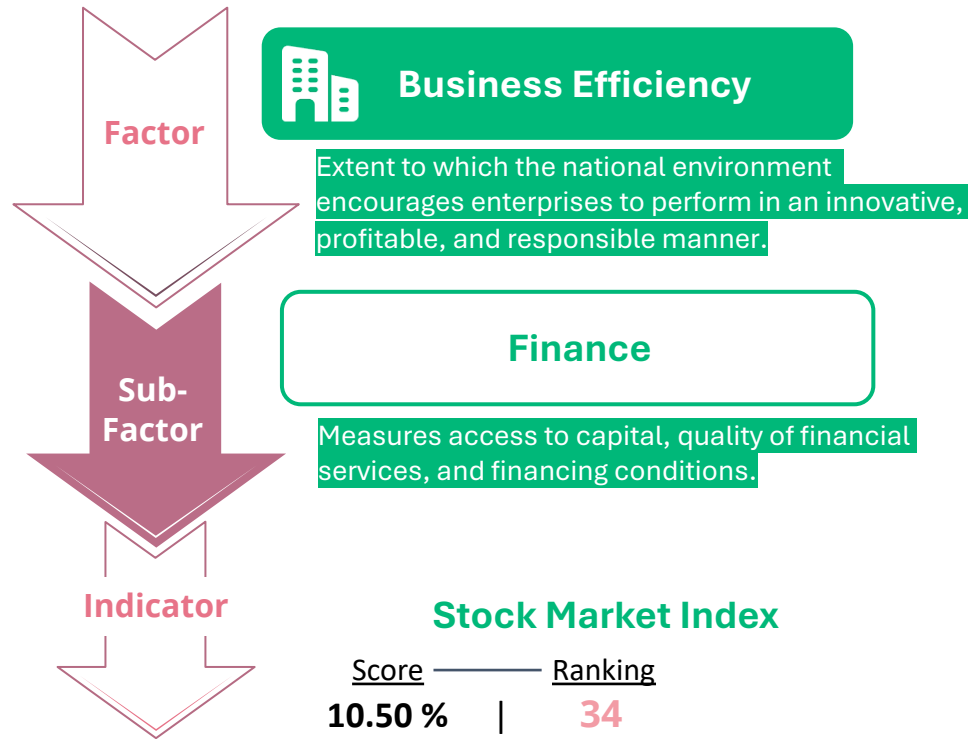 Factor
Business Efficiency
Extent to which the national environment
encourages enterprises to perform in an innovative,
profitable, and responsible manner.
Sub-
Factor
Finance
Measures access to capital, quality of financial
services, and financing conditions.
Indicator
Stock Market Index
Score Ranking
10.50 % | 34